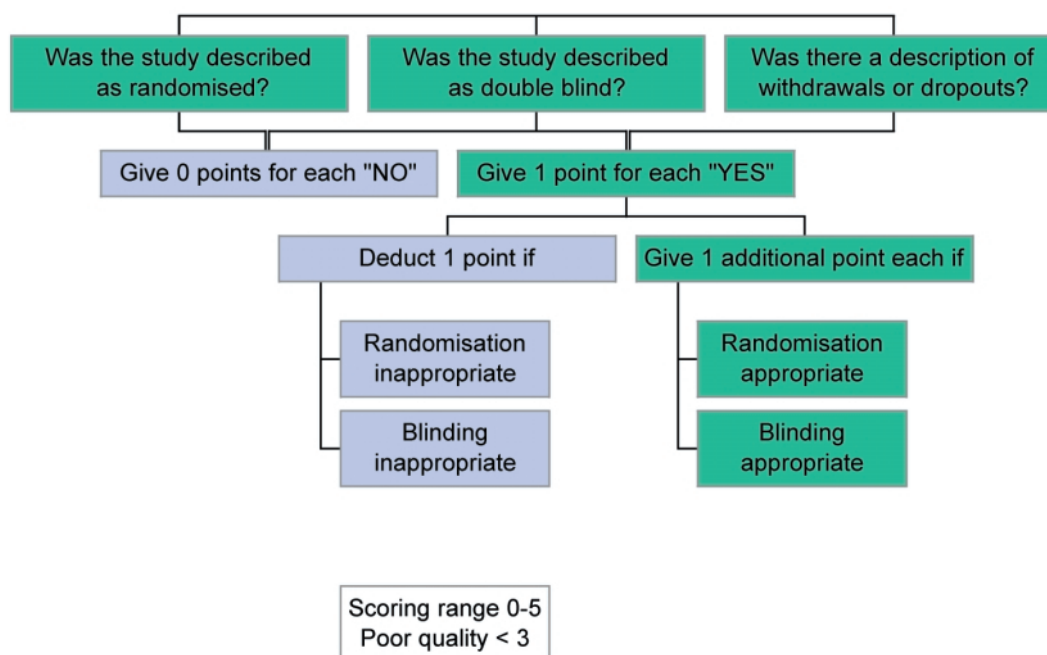 Was the study described
as randomised?
Was the study described
as double blind?
Was there a description of
withdrawals or dropouts?
Give 0 points for each "NO"
Give 1 point for each "YES"
Deduct 1 point if
Give 1 additional point each if
Randomisation
inappropriate
Randomisation
appropriate
Blinding
inappropriate
Blinding
appropriate
Scoring range 0-5
Poor quality < 3